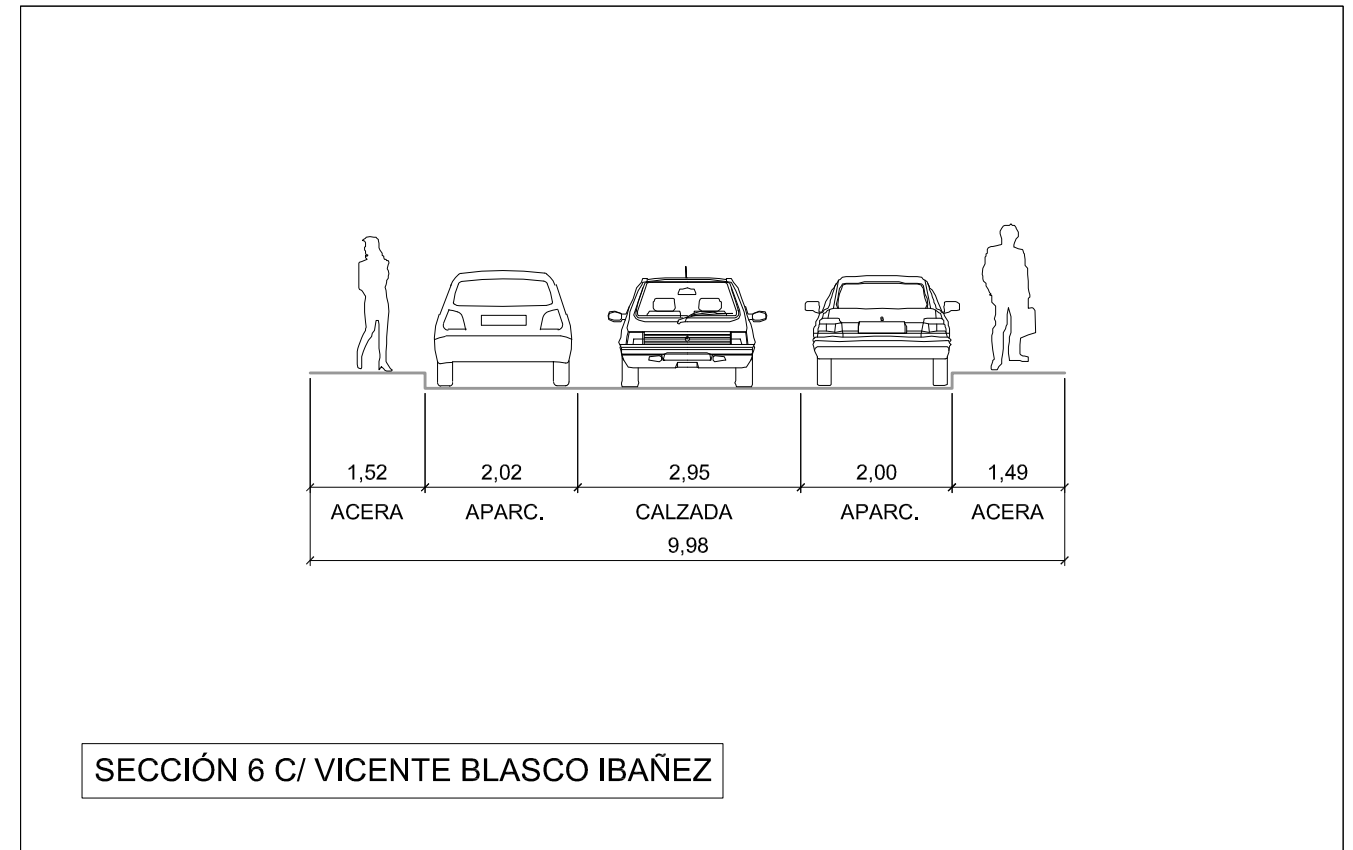 1,52 2,02 2,95 2,00 1,49
ACERA APARC. CALZADA APARC. ACERA
9,98
SECCIÓN 6 C/ VICENTE BLASCO IBAÑEZ